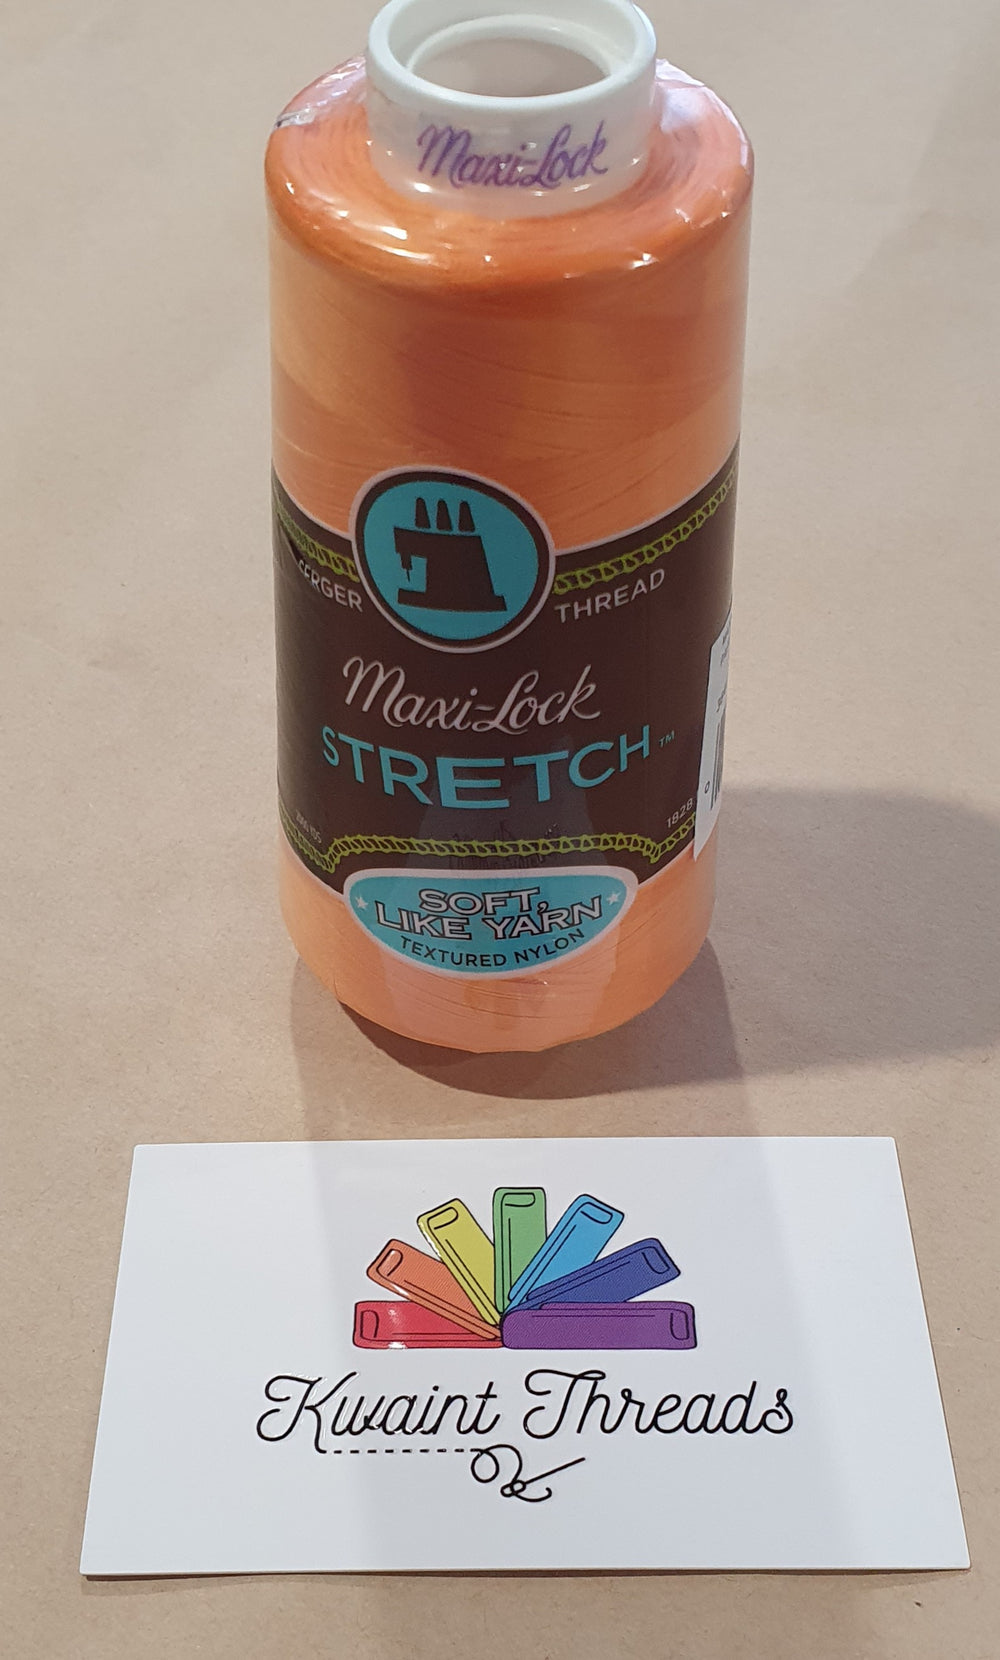 Maxi-Lock
SERGER THREAD
Maxi-Lock
STRETCH™
1828
SOFT,
LIKE YARN
TEXTURED NYLON
Kwaint Threads